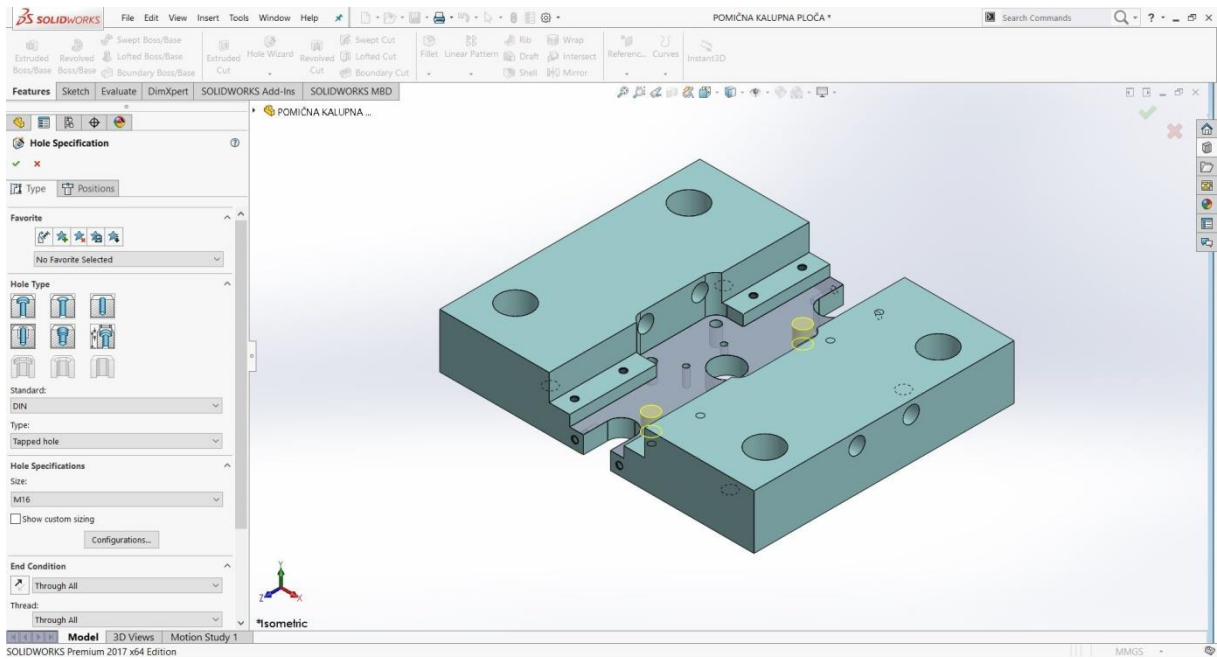 SOLIDWORKS File Edit View Insert Tools Window Help POMIČNA KALUPNA PLOČA * Search Commands
Extruded Boss/Base Revolved Boss/Base Swept Boss/Base Extruded Cut Hole Wizard Revolved Cut Swept Cut Fillet Linear Pattern Rib Wrap Referenc... Curves Instant3D
Lofted Boss/Base Lofted Cut Draft Intersect
Boundary Boss/Base Boundary Cut Shell Mirror
Features Sketch Evaluate DimXpert SOLIDWORKS Add-Ins SOLIDWORKS MBD
POMIČNA KALUPNA ...
Hole Specification
Type Positions
Favorite
No Favorite Selected
Hole Type
Standard:
DIN
Type:
Tapped hole
Hole Specifications
Size:
M16
Show custom sizing
Configurations...
End Condition
Through All
Thread:
Through All
Y
Z X
*Isometric
Model 3D Views Motion Study 1
SOLIDWORKS Premium 2017 x64 Edition MMGS